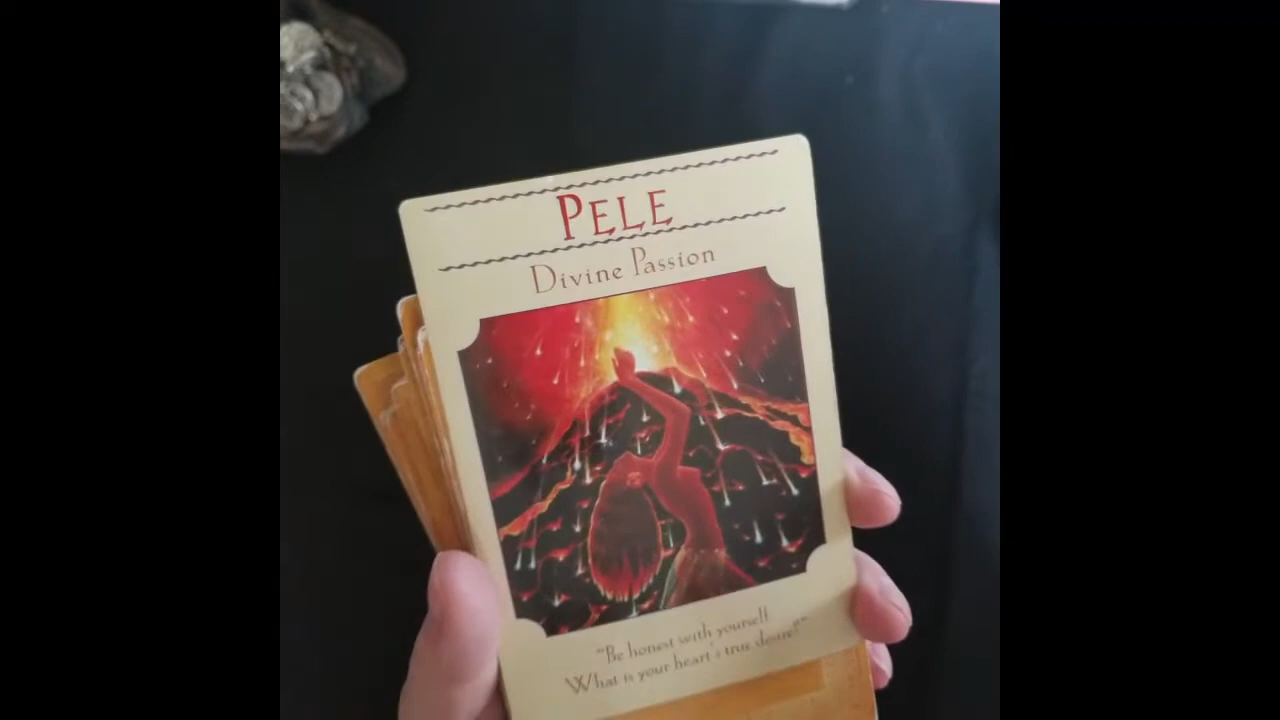 PELE
Divine Passion
"Be honest with yourself
What is your heart's true desire?"